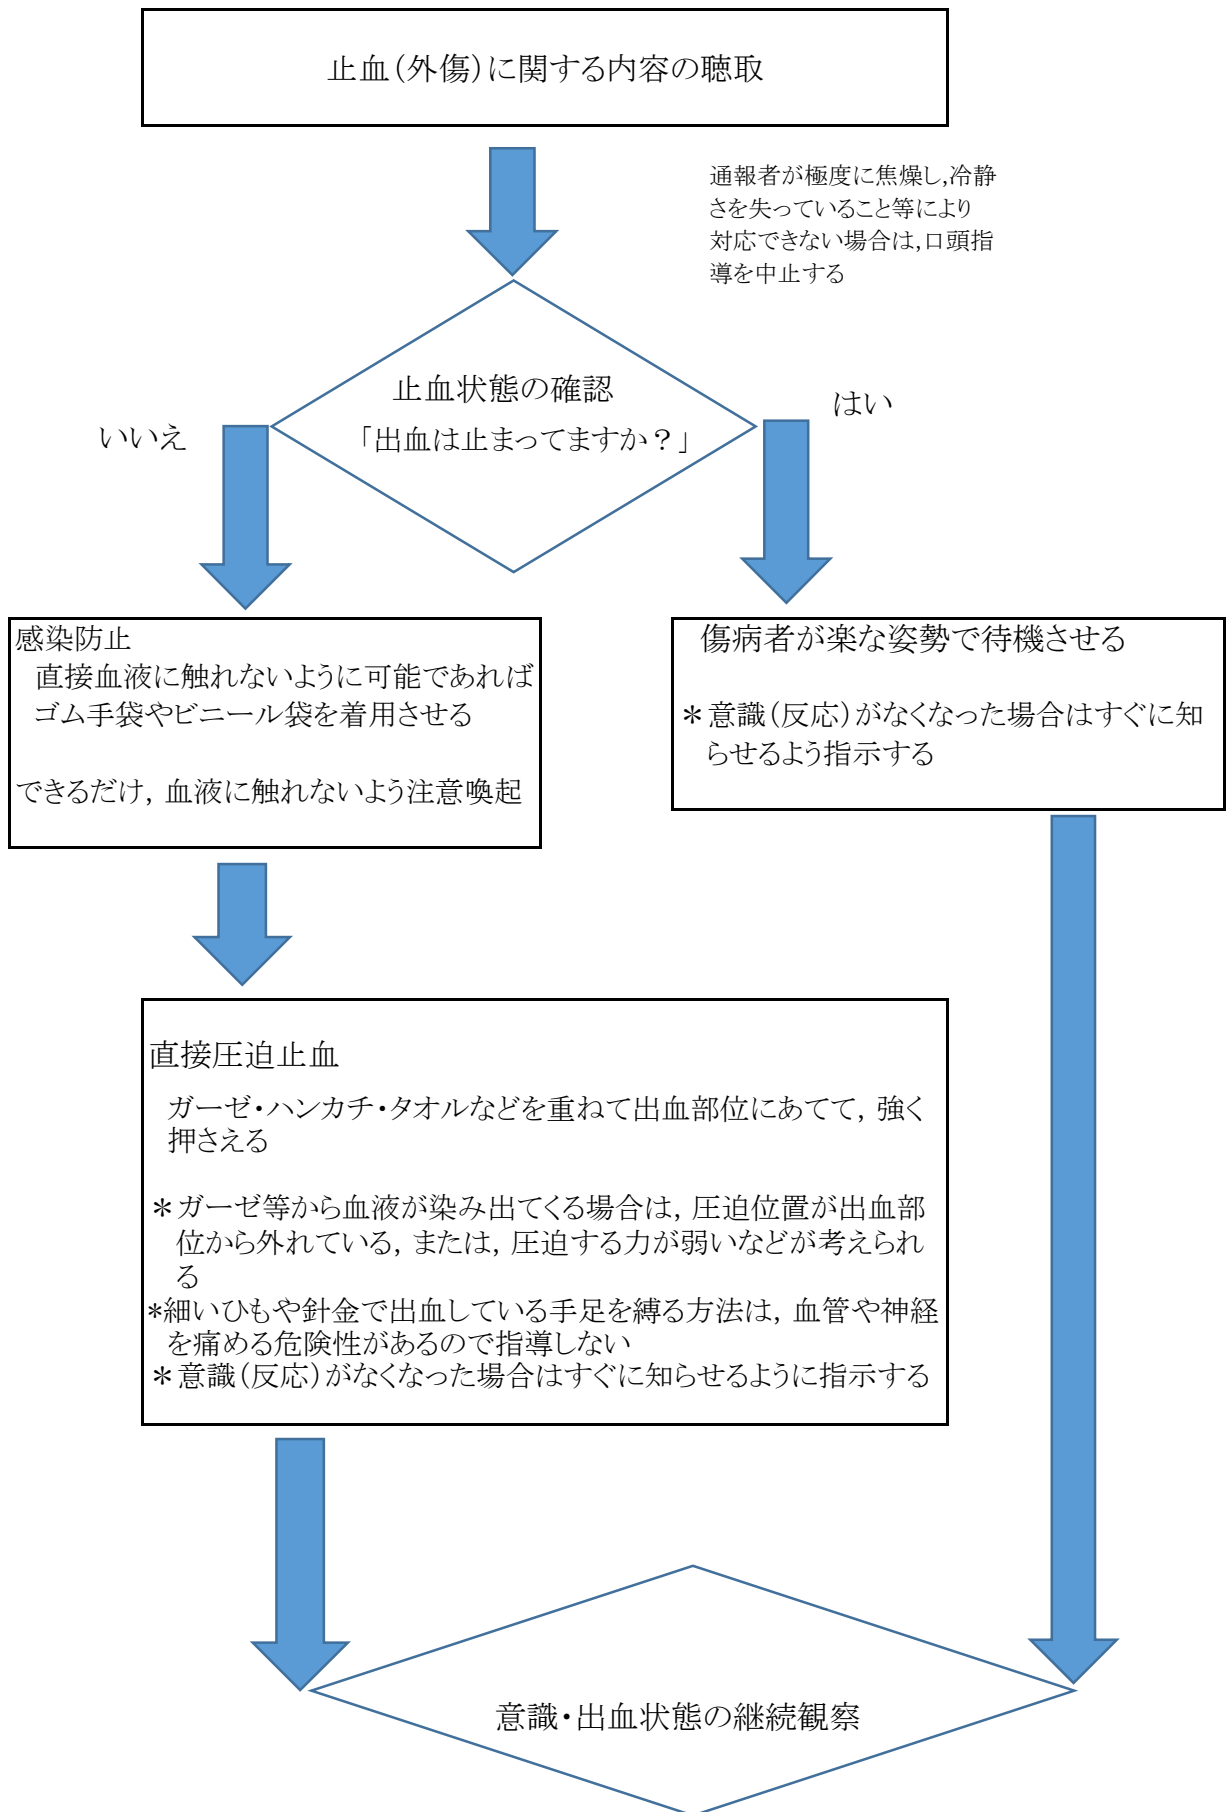 止血（外傷）に関する内容の聴取
通報者が極度に焦燥し,冷静
さを失っていること等により
対応できない場合は,口頭指
導を中止する
止血状態の確認
「出血は止まってますか？」
はい
いいえ
感染防止
直接血液に触れないように可能であれば
ゴム手袋やビニール袋を着用させる
できるだけ, 血液に触れないよう注意喚起
傷病者が楽な姿勢で待機させる
＊意識（反応）がなくなった場合はすぐに知
らせるよう指示する
直接圧迫止血
ガーゼ・ハンカチ・タオルなどを重ねて出血部位にあてて, 強く
押さえる
＊ガーゼ等から血液が染み出てくる場合は, 圧迫位置が出血部
位から外れている, または, 圧迫する力が弱いなどが考えられ
る
*細いひもや針金で出血している手足を縛る方法は, 血管や神経
を痛める危険性があるので指導しない
＊意識（反応）がなくなった場合はすぐに知らせるように指示する
意識・出血状態の継続観察